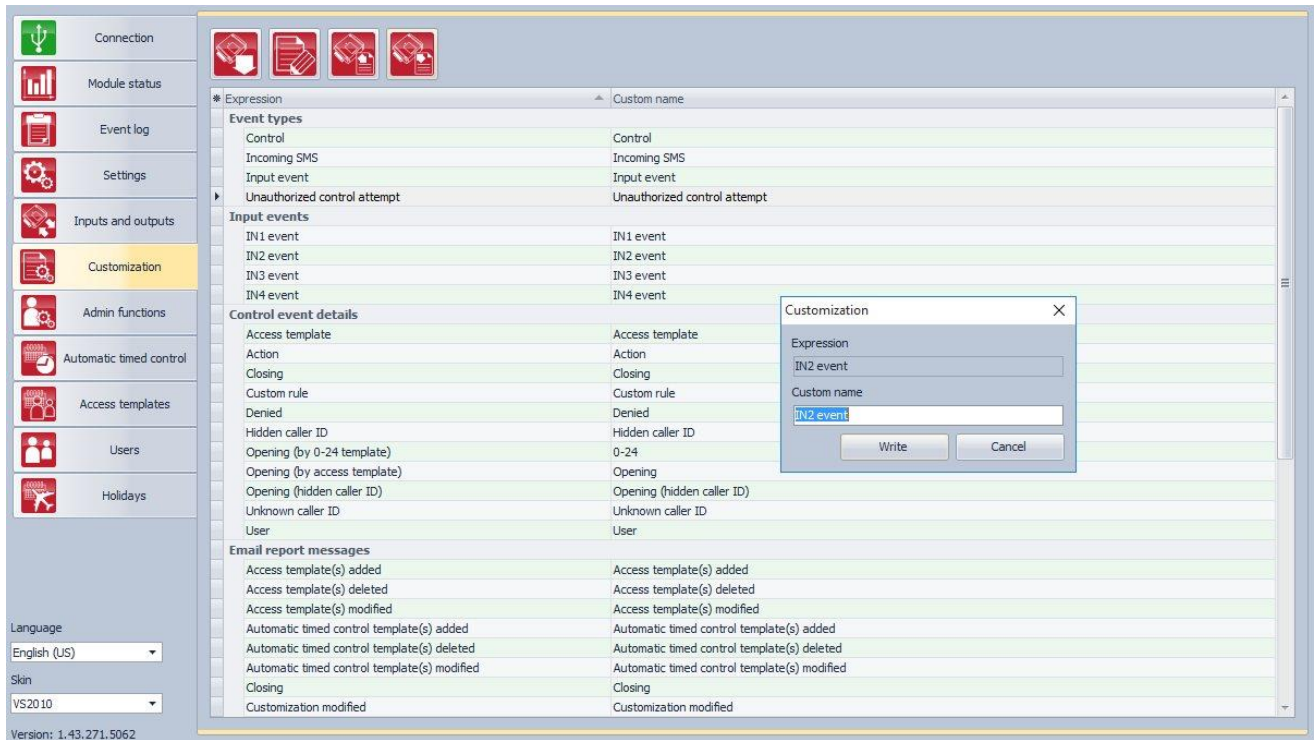 Connection
Module status
Event log
Settings
Inputs and outputs
Customization
Admin functions
Automatic timed control
Access templates
Users
Holidays
Language
English (US)
Skin
VS2010
Version: 1.43.271.5062
Expression Custom name
Event types
Control Control
Incoming SMS Incoming SMS
Input event Input event
Unauthorized control attempt Unauthorized control attempt
Input events
IN1 event IN1 event
IN2 event IN2 event
IN3 event IN3 event
IN4 event IN4 event
Control event details
Access template Access template
Action Action
Closing Closing
Custom rule Custom rule
Denied Denied
Hidden caller ID Hidden caller ID
Opening (by 0-24 template) 0-24
Opening (by access template) Opening
Opening (hidden caller ID) Opening (hidden caller ID)
Unknown caller ID Unknown caller ID
User User
Email report messages
Access template(s) added Access template(s) added
Access template(s) deleted Access template(s) deleted
Access template(s) modified Access template(s) modified
Automatic timed control template(s) added Automatic timed control template(s) added
Automatic timed control template(s) deleted Automatic timed control template(s) deleted
Automatic timed control template(s) modified Automatic timed control template(s) modified
Closing Closing
Customization modified Customization modified
Customization
Expression
IN2 event
Custom name
IN2 event
Write Cancel